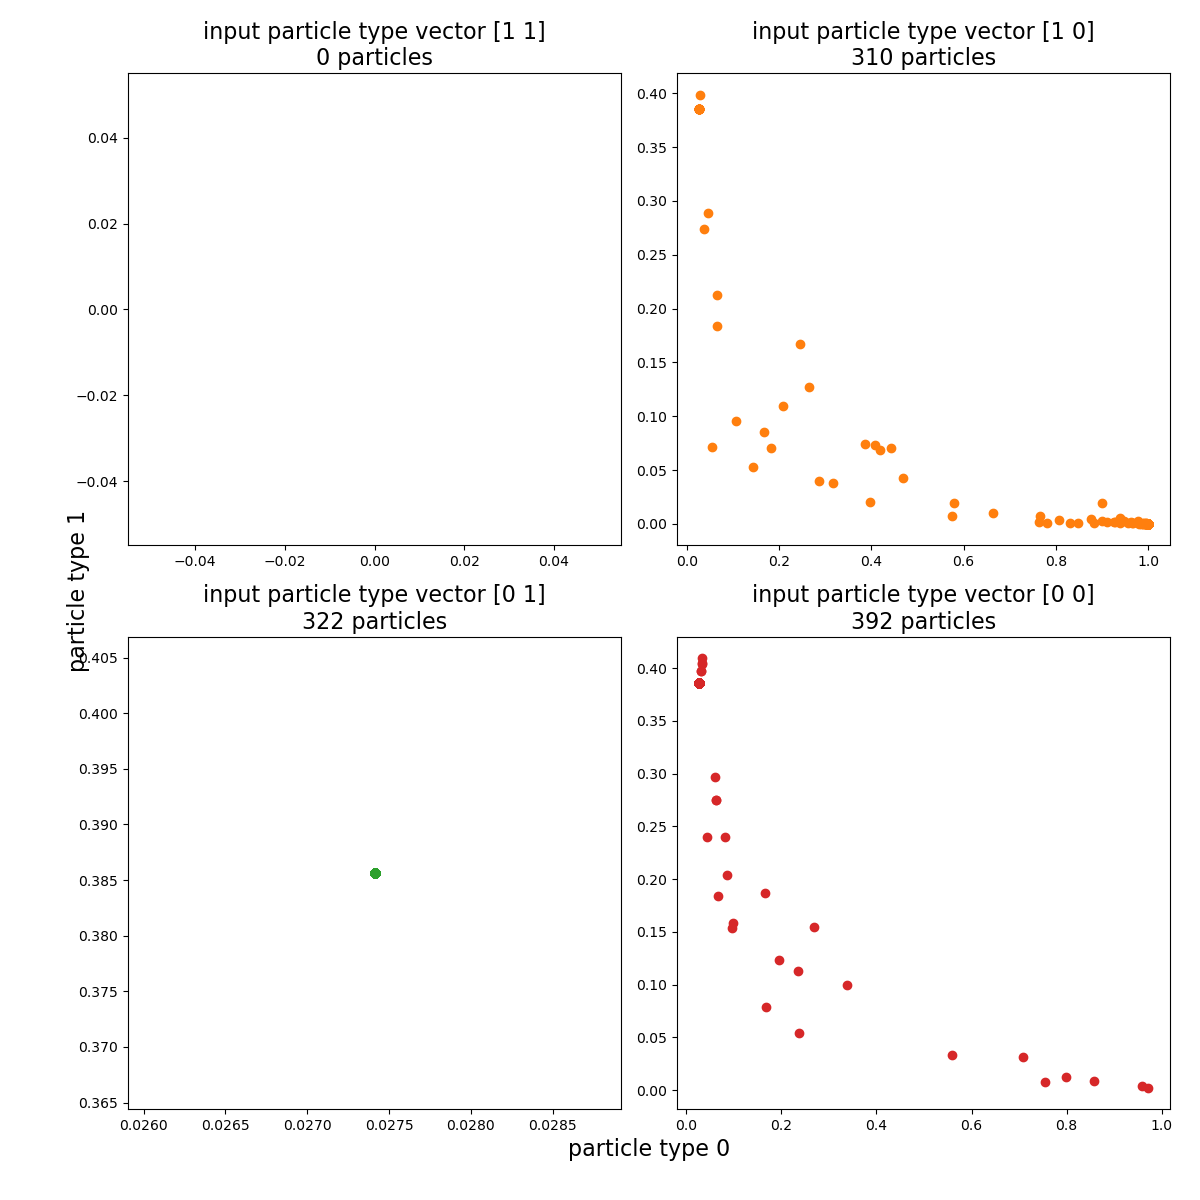 input particle type vector [1 1]
0 particles
0.04
0.02
0.00
−0.02
−0.04
−0.04 −0.02 0.00 0.02 0.04
input particle type vector [1 0]
310 particles
0.40
0.35
0.30
0.25
0.20
0.15
0.10
0.05
0.00
0.0 0.2 0.4 0.6 0.8 1.0
particle type 1
input particle type vector [0 1]
322 particles
0.405
0.400
0.395
0.390
0.385
0.380
0.375
0.370
0.365
0.0260 0.0265 0.0270 0.0275 0.0280 0.0285
input particle type vector [0 0]
392 particles
0.40
0.35
0.30
0.25
0.20
0.15
0.10
0.05
0.00
0.0 0.2 0.4 0.6 0.8 1.0
particle type 0